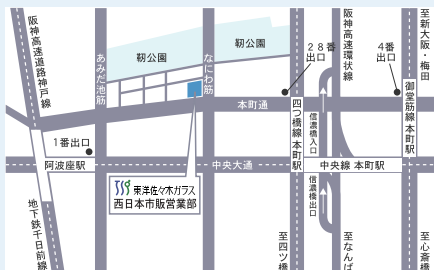 阪神高速道路神戸線
あみだ池筋
靭公園
なにわ筋
靭公園
28番
出口
阪神高速環状線
4番
出口
至新大阪・梅田
本町通
四つ橋線 本町駅
信濃橋入口
御堂筋線 本町駅
1番出口
阿波座駅
中央大通
中央線 本町駅
東洋佐々木ガラス
西日本市販営業部
信濃橋出口
地下鉄千日前線
至四ツ橋
至なんば
至心斎橋